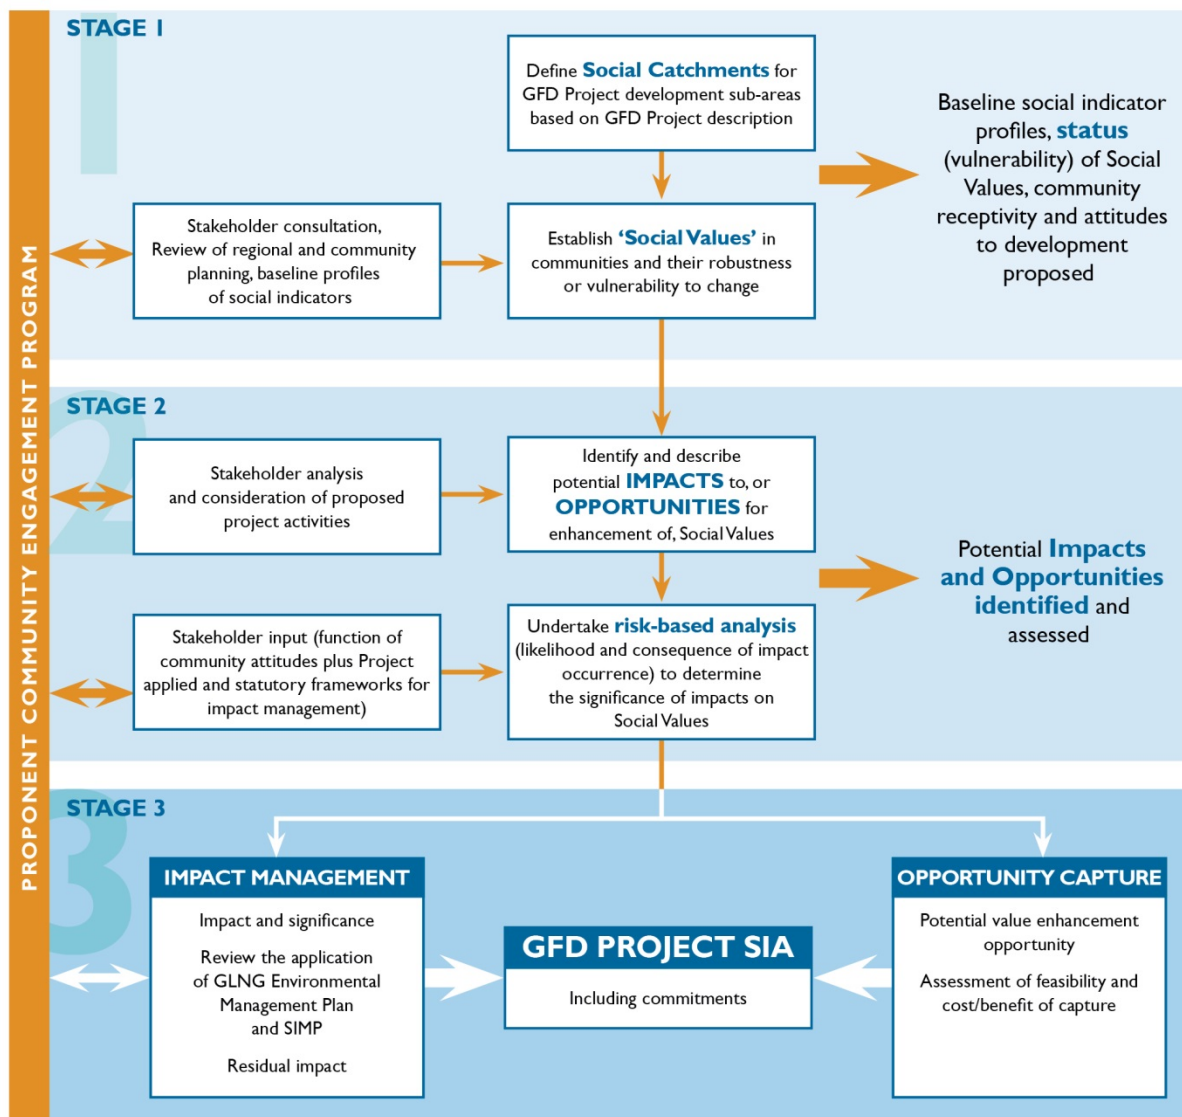 PROPONENT COMMUNITY ENGAGEMENT PROGRAM
1
STAGE 1
Define Social Catchments for
GFD Project development sub-areas
based on GFD Project description
Baseline social indicator
profiles, status
(vulnerability) of Social
Values, community
receptivity and attitudes
to development
proposed
Stakeholder consultation,
Review of regional and community
planning, baseline profiles
of social indicators
Establish ‘Social Values’ in
communities and their robustness
or vulnerability to change
2
STAGE 2
Stakeholder analysis
and consideration of proposed
project activities
Identify and describe
potential IMPACTS to, or
OPPORTUNITIES for
enhancement of, Social Values
Potential Impacts
and Opportunities
identified and
assessed
Stakeholder input (function of
community attitudes plus Project
applied and statutory frameworks for
impact management)
Undertake risk-based analysis
(likelihood and consequence of impact
occurrence) to determine
the significance of impacts on
Social Values
3
STAGE 3
IMPACT MANAGEMENT
Impact and significance
Review the application
of GLNG Environmental
Management Plan
and SIMP
Residual impact
GFD PROJECT SIA
Including commitments
OPPORTUNITY CAPTURE
Potential value enhancement
opportunity
Assessment of feasibility and
cost/benefit of capture